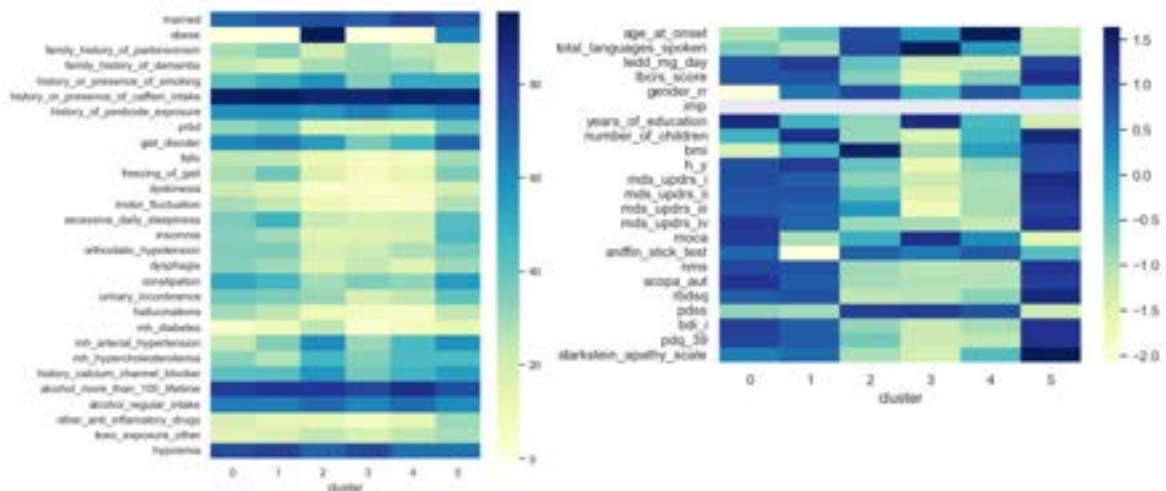 married
obese
family_history_of_parkinsonism
family_history_of_dementia
history_or_presence_of_smoking
history_or_presence_of_caffein_intake
history_of_pesticide_exposure
gait_disorder
falls
freezing_of_gait
dyskinesia
motor_fluctuation
excessive_daily_sleepiness
insomnia
orthostatic_hypotension
dysphagia
constipation
urinary_incontinence
hallucinations
mh_diabetes
mh_arterial_hypertension
mh_hypercholesterolemia
history_calcium_channel_blocker
alcohol_more_than_100_lifetime
alcohol_regular_intake
other_anti_inflamatory_drugs
toxic_exposure_other
hyposmia
0 1 2 3 4 5
cluster
80
60
40
20
0
age_at_onset
total_languages_spoken
ledd_mg_day
gender_rr
years_of_education
number_of_children
bmi
h_y
mds_updrs_i
mds_updrs_ii
mds_updrs_iii
mds_updrs_iv
moca
sniffin_stick_test
nms
scopa_aut
rbdsq
pdss
bdi_i
pdq_39
starkstein_apathy_scale
0 1 2 3 4 5
cluster
1.5
1.0
0.5
0.0
−0.5
−1.0
−1.5
−2.0